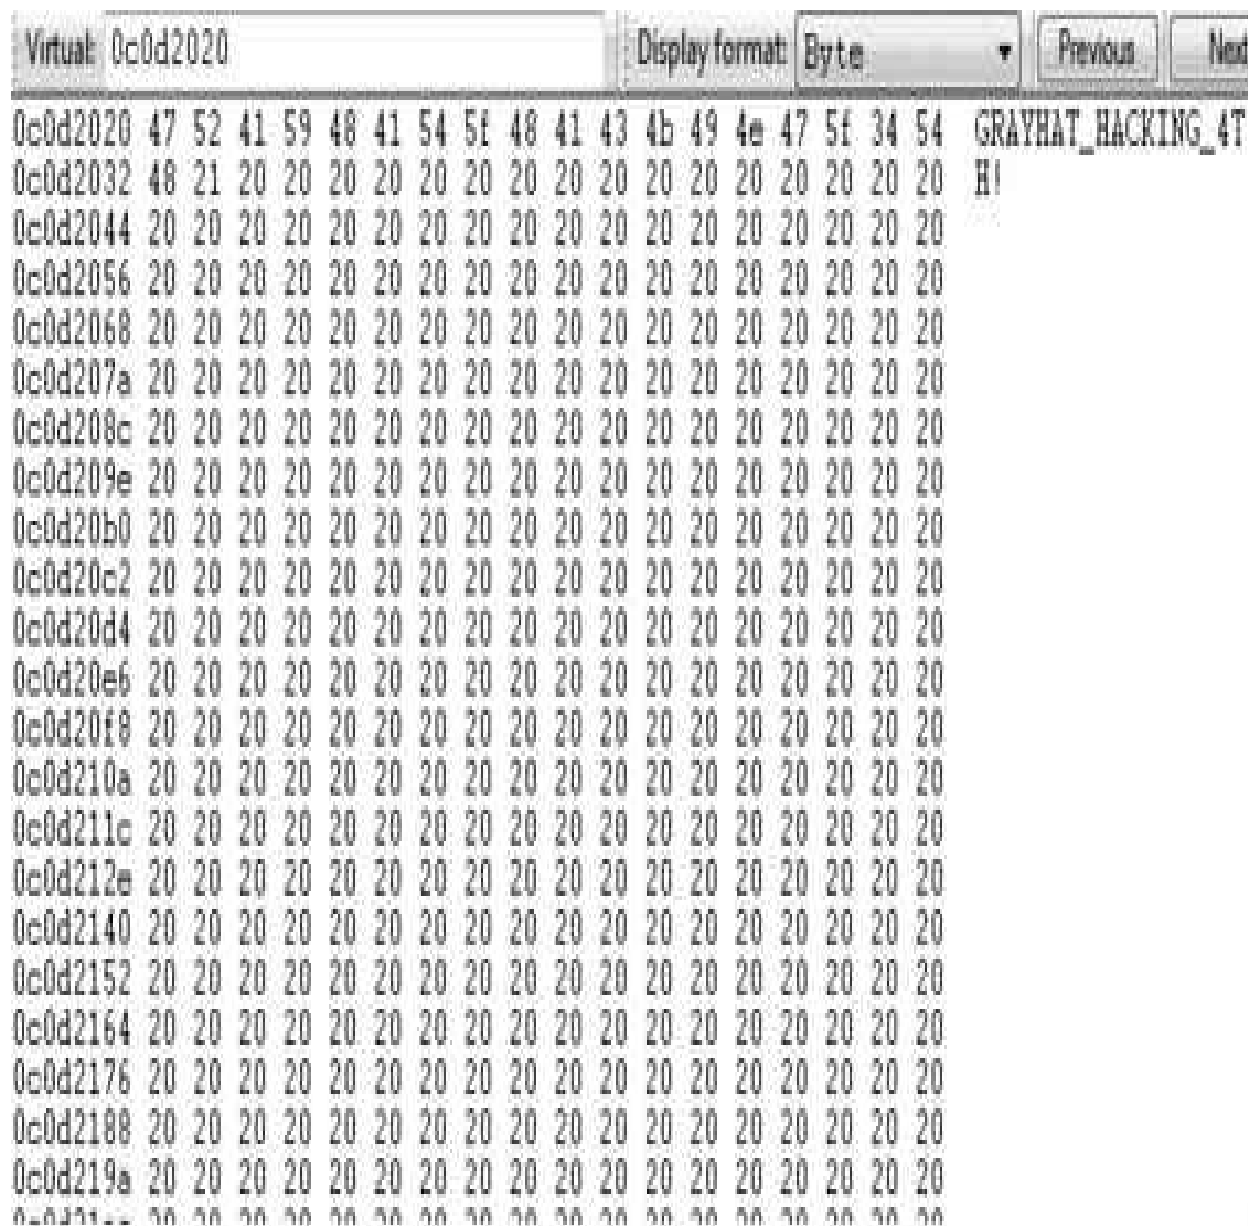 Virtual: 0c0d2020 Display format: Byte Previous Next
0c0d2020 47 52 41 59 48 41 54 5f 48 41 43 4b 49 4e 47 5f 34 54 GRAYHAT_HACKING_4T
0c0d2032 48 21 20 20 20 20 20 20 20 20 20 20 20 20 20 20 20 20 H!
0c0d2044 20 20 20 20 20 20 20 20 20 20 20 20 20 20 20 20 20 20
0c0d2056 20 20 20 20 20 20 20 20 20 20 20 20 20 20 20 20 20 20
0c0d2068 20 20 20 20 20 20 20 20 20 20 20 20 20 20 20 20 20 20
0c0d207a 20 20 20 20 20 20 20 20 20 20 20 20 20 20 20 20 20 20
0c0d208c 20 20 20 20 20 20 20 20 20 20 20 20 20 20 20 20 20 20
0c0d209e 20 20 20 20 20 20 20 20 20 20 20 20 20 20 20 20 20 20
0c0d20b0 20 20 20 20 20 20 20 20 20 20 20 20 20 20 20 20 20 20
0c0d20c2 20 20 20 20 20 20 20 20 20 20 20 20 20 20 20 20 20 20
0c0d20d4 20 20 20 20 20 20 20 20 20 20 20 20 20 20 20 20 20 20
0c0d20e6 20 20 20 20 20 20 20 20 20 20 20 20 20 20 20 20 20 20
0c0d20f8 20 20 20 20 20 20 20 20 20 20 20 20 20 20 20 20 20 20
0c0d210a 20 20 20 20 20 20 20 20 20 20 20 20 20 20 20 20 20 20
0c0d211c 20 20 20 20 20 20 20 20 20 20 20 20 20 20 20 20 20 20
0c0d212e 20 20 20 20 20 20 20 20 20 20 20 20 20 20 20 20 20 20
0c0d2140 20 20 20 20 20 20 20 20 20 20 20 20 20 20 20 20 20 20
0c0d2152 20 20 20 20 20 20 20 20 20 20 20 20 20 20 20 20 20 20
0c0d2164 20 20 20 20 20 20 20 20 20 20 20 20 20 20 20 20 20 20
0c0d2176 20 20 20 20 20 20 20 20 20 20 20 20 20 20 20 20 20 20
0c0d2188 20 20 20 20 20 20 20 20 20 20 20 20 20 20 20 20 20 20
0c0d219a 20 20 20 20 20 20 20 20 20 20 20 20 20 20 20 20 20 20